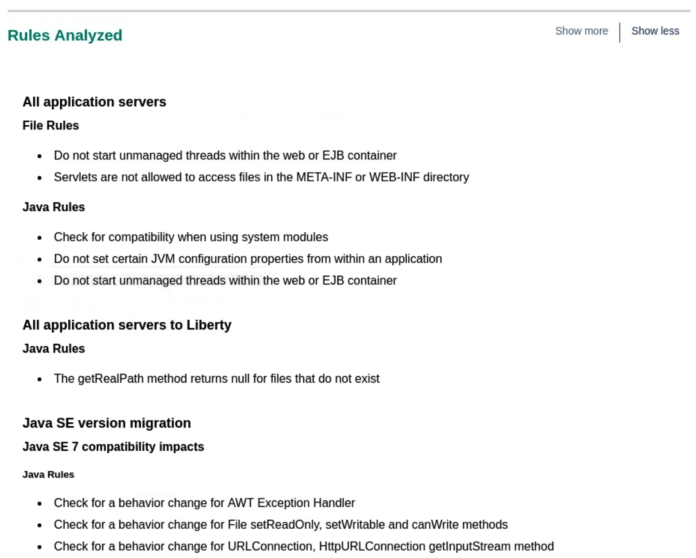 Rules Analyzed
Show more | Show less
All application servers
File Rules
• Do not start unmanaged threads within the web or EJB container
• Servlets are not allowed to access files in the META-INF or WEB-INF directory
Java Rules
• Check for compatibility when using system modules
• Do not set certain JVM configuration properties from within an application
• Do not start unmanaged threads within the web or EJB container
All application servers to Liberty
Java Rules
• The getRealPath method returns null for files that do not exist
Java SE version migration
Java SE 7 compatibility impacts
Java Rules
• Check for a behavior change for AWT Exception Handler
• Check for a behavior change for File setReadOnly, setWritable and canWrite methods
• Check for a behavior change for URLConnection, HttpURLConnection getInputStream method